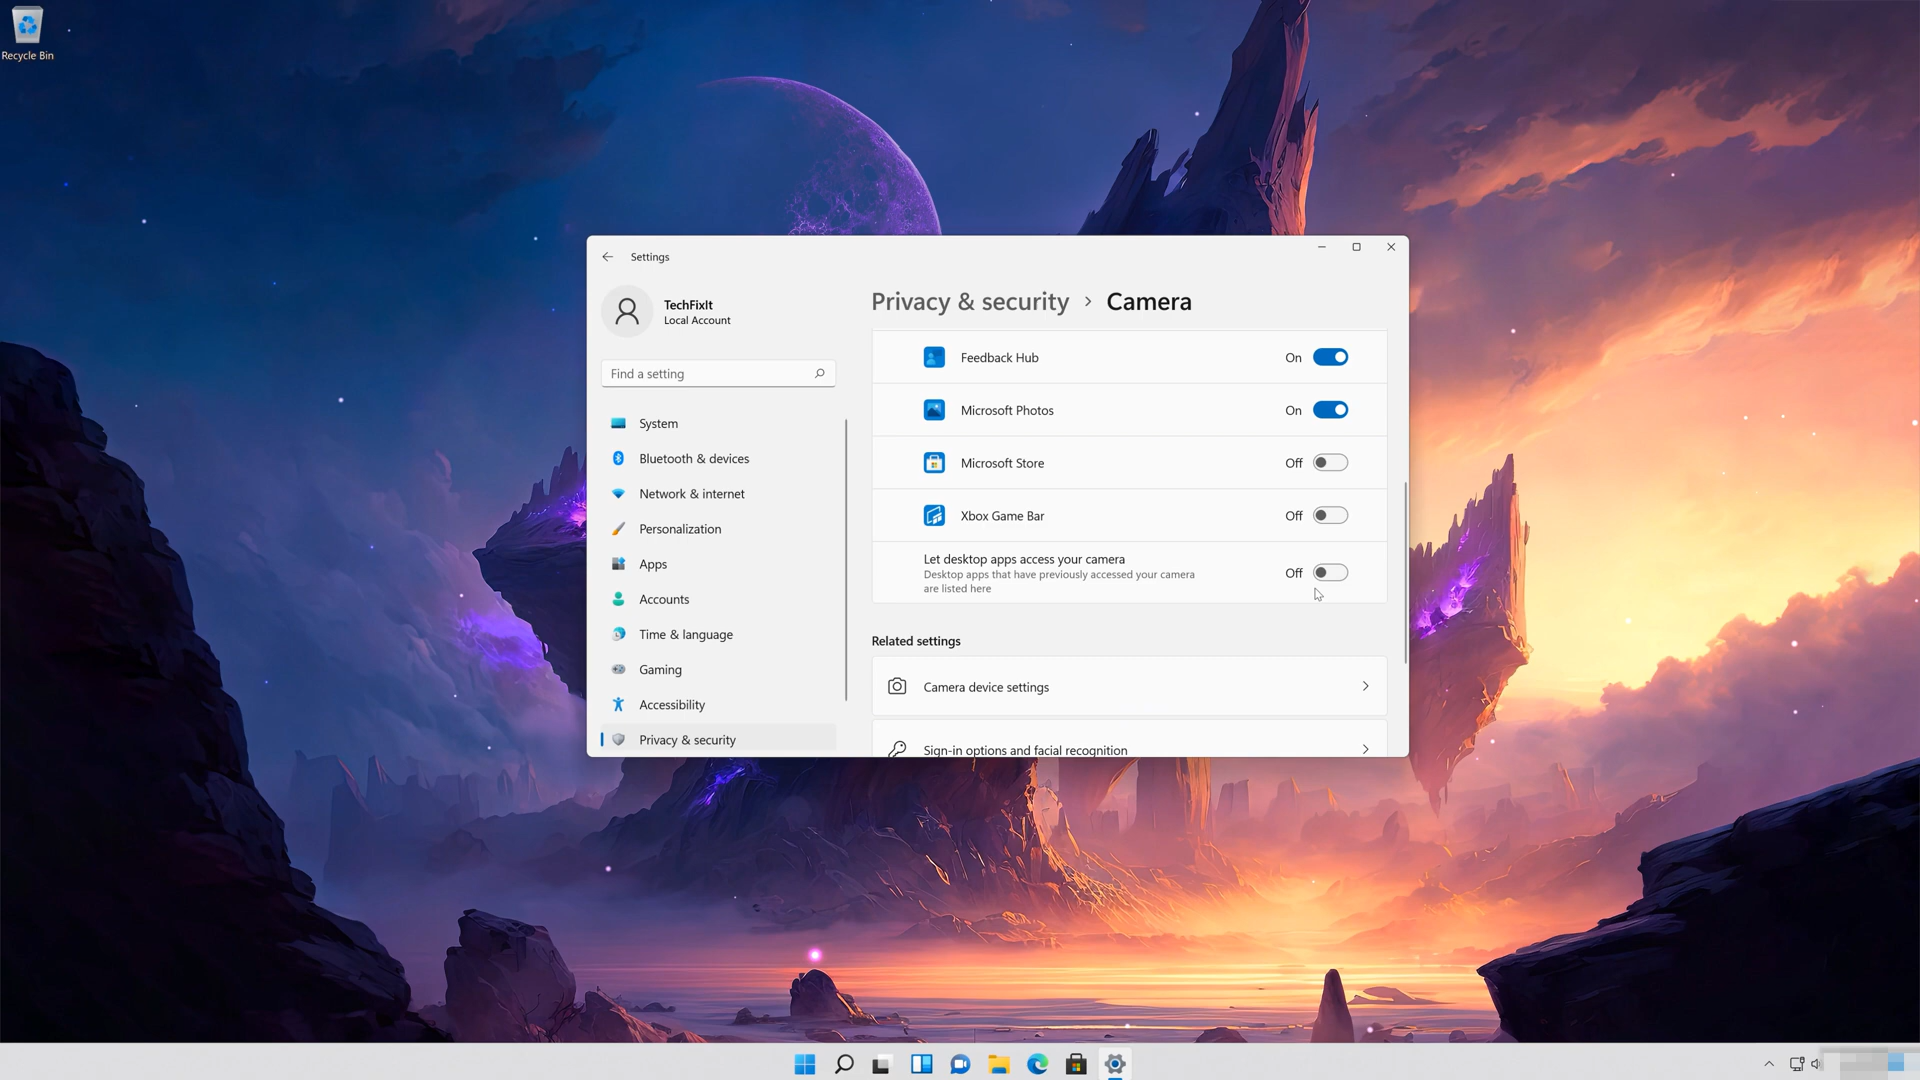 Recycle Bin
Settings
TechFixIt
Local Account
Find a setting
System
Bluetooth & devices
Network & internet
Personalization
Apps
Accounts
Time & language
Gaming
Accessibility
Privacy & security
Privacy & security > Camera
Feedback Hub On
Microsoft Photos On
Microsoft Store Off
Xbox Game Bar Off
Let desktop apps access your camera
Desktop apps that have previously accessed your camera
are listed here
Off
Related settings
Camera device settings
Sign-in options and facial recognition